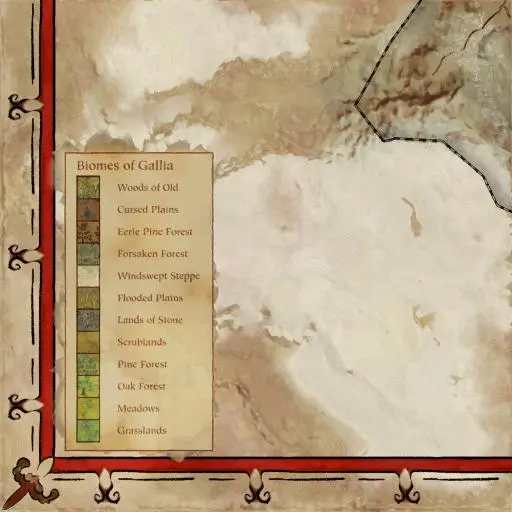 Biomes of Gallia
Woods of Old
Cursed Plains
Eerie Pine Forest
Forsaken Forest
Windswept Steppe
Flooded Plains
Lands of Stone
Scrublands
Pine Forest
Oak Forest
Meadows
Grasslands